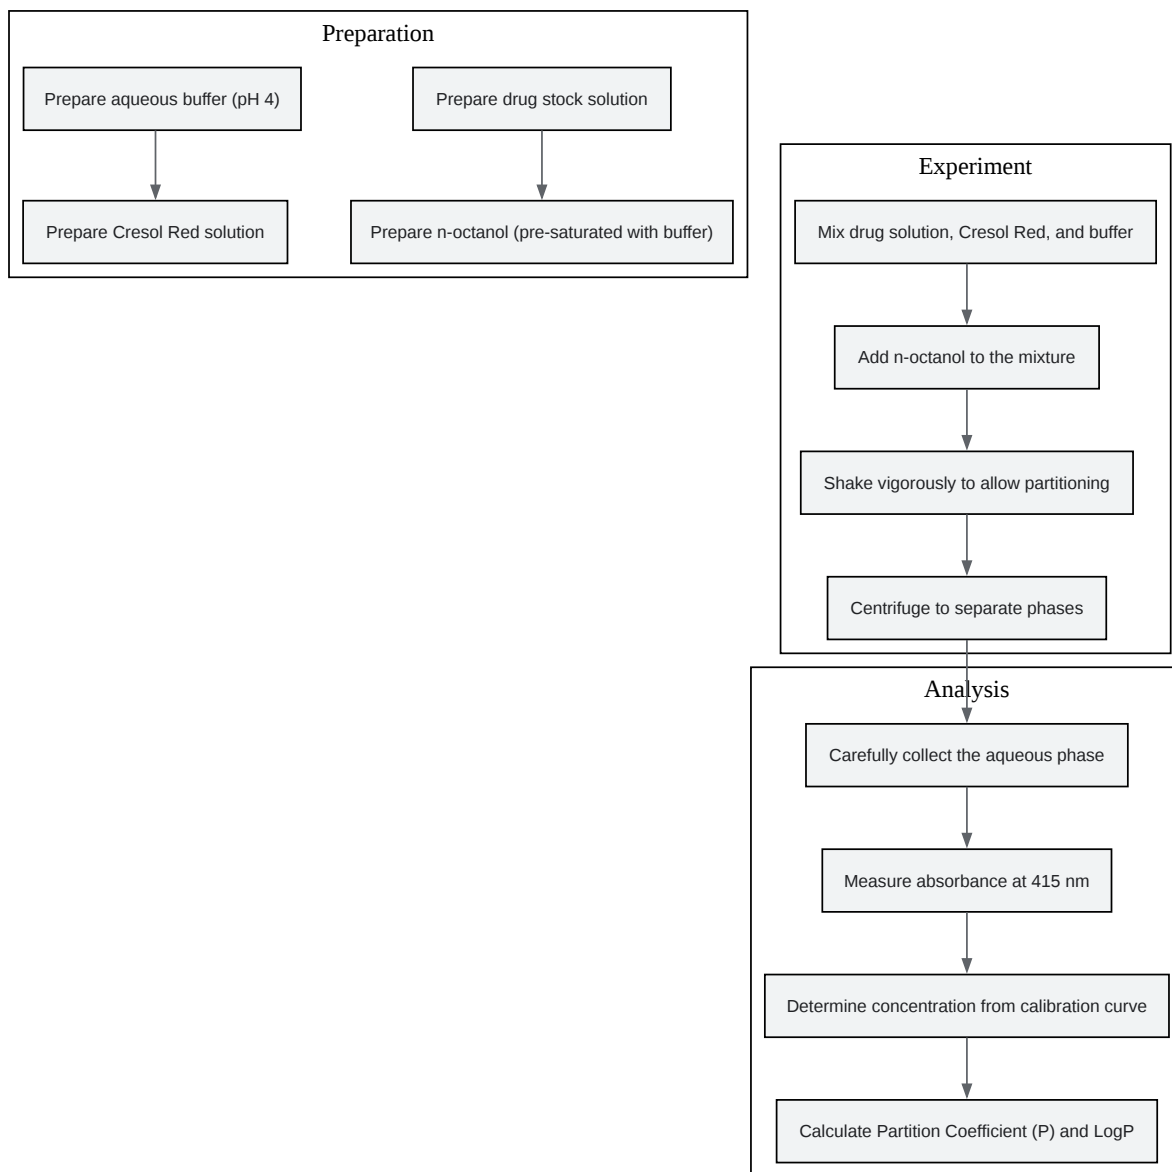 Preparation
Prepare aqueous buffer (pH 4)
Prepare drug stock solution
Prepare Cresol Red solution
Prepare n-octanol (pre-saturated with buffer)
Experiment
Mix drug solution, Cresol Red, and buffer
Add n-octanol to the mixture
Shake vigorously to allow partitioning
Centrifuge to separate phases
Analysis
Carefully collect the aqueous phase
Measure absorbance at 415 nm
Determine concentration from calibration curve
Calculate Partition Coefficient (P) and LogP